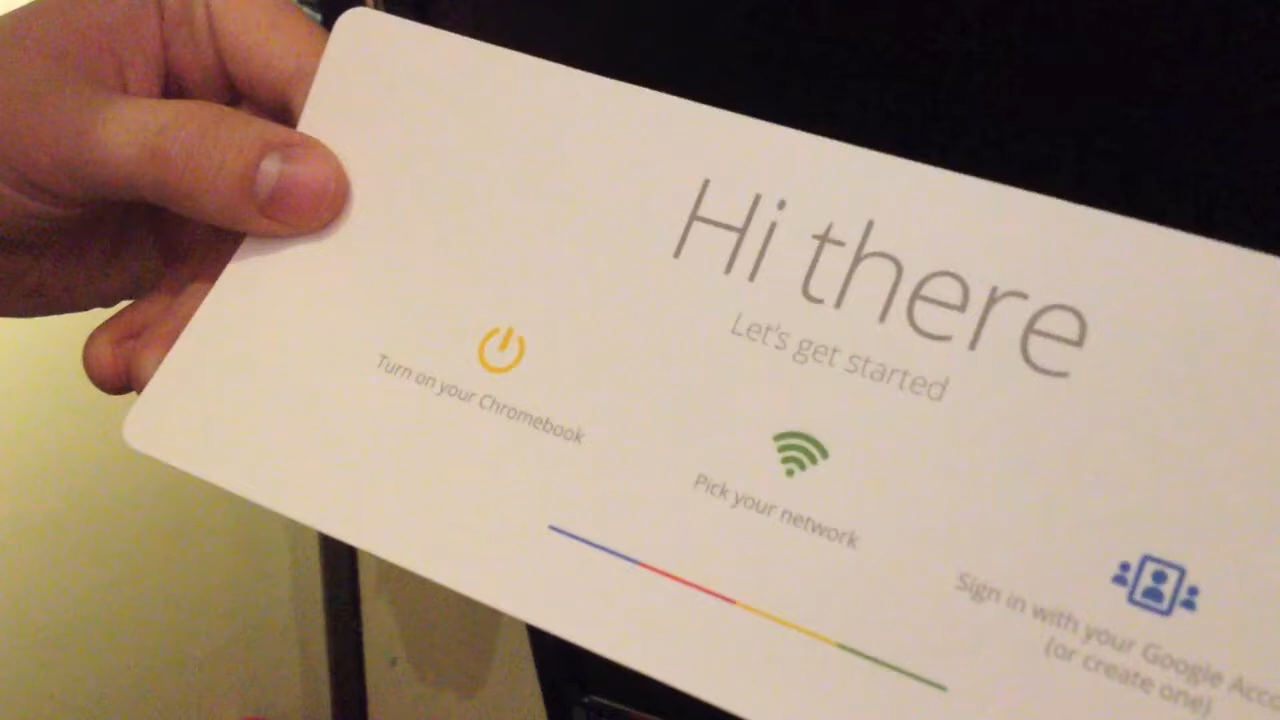 Hi there
Let's get started
Turn on your Chromebook
Pick your network
Sign in with your Google
(or create one)